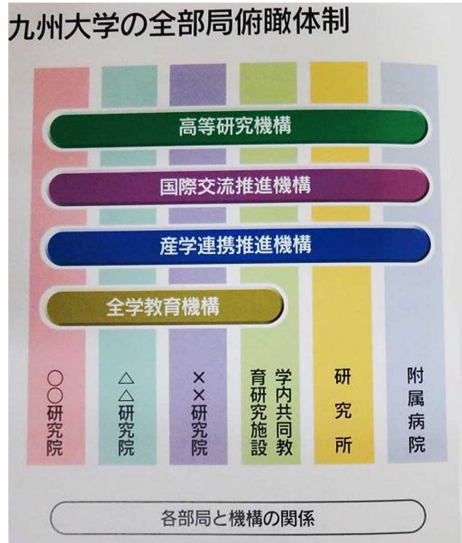 九州大学の全部局俯瞰体制
高等研究機構
国際交流推進機構
産学連携推進機構
全学教育機構
○○研究院
△△研究院
××研究院
学内共同教
育研究施設
研究所
附属病院
各部局と機構の関係